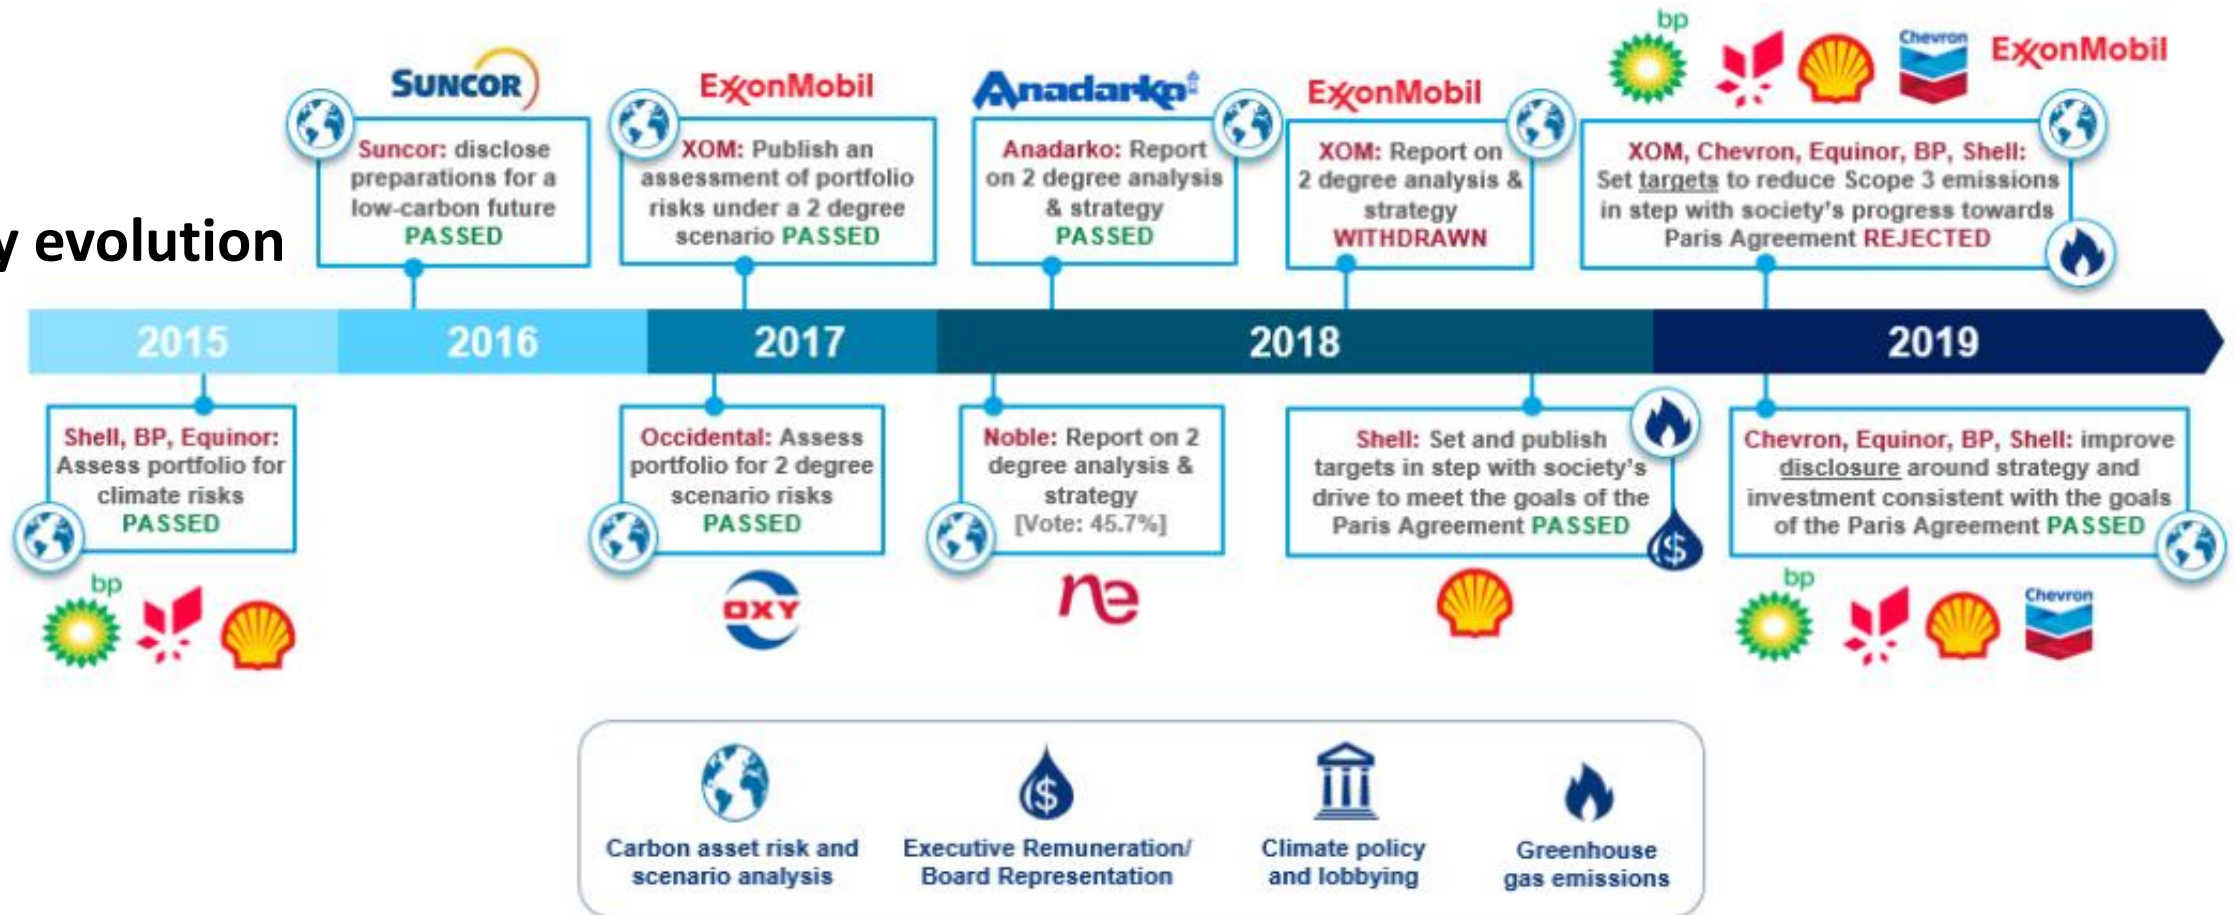 bp
Chevron
ExxonMobil
SUNCOR
ExxonMobil
Anadarko
ExxonMobil
Suncor: disclose
preparations for a
low-carbon future
PASSED
XOM: Publish an
assessment of portfolio
risks under a 2 degree
scenario PASSED
Anadarko: Report
on 2 degree analysis
& strategy
PASSED
XOM: Report on
2 degree analysis &
strategy
WITHDRAWN
XOM, Chevron, Equinor, BP, Shell:
Set targets to reduce Scope 3 emissions
in step with society's progress towards
Paris Agreement REJECTED
y evolution
2015
2016
2017
2018
2019
Shell, BP, Equinor:
Assess portfolio for
climate risks
PASSED
Occidental: Assess
portfolio for 2 degree
scenario risks
PASSED
Noble: Report on 2
degree analysis &
strategy
[Vote: 45.7%]
Shell: Set and publish
targets in step with society's
drive to meet the goals of the
Paris Agreement PASSED
($
Chevron, Equinor, BP, Shell: improve
disclosure around strategy and
investment consistent with the goals
of the Paris Agreement PASSED
bp
OXY
ne
bp
Chevron
($)
Carbon asset risk and
scenario analysis
Executive Remuneration/
Board Representation
Climate policy
and lobbying
Greenhouse
gas emissions